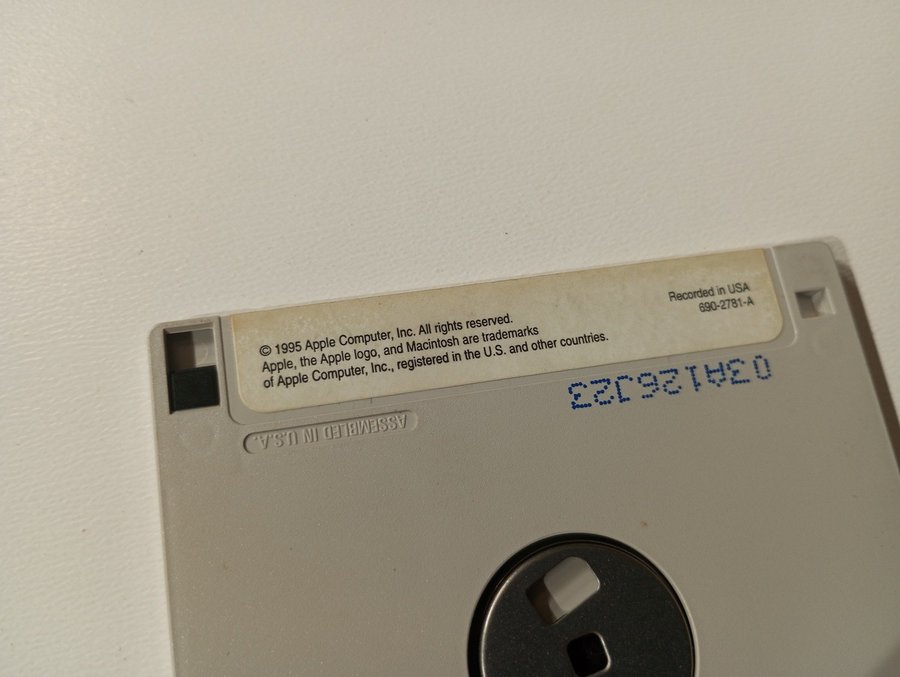 © 1995 Apple Computer, Inc. All rights reserved.
Apple, the Apple logo, and Macintosh are trademarks
of Apple Computer, Inc., registered in the U.S. and other countries.
Recorded in USA
690-2781-A
03A126J23
ASSEMBLED IN U.S.A.